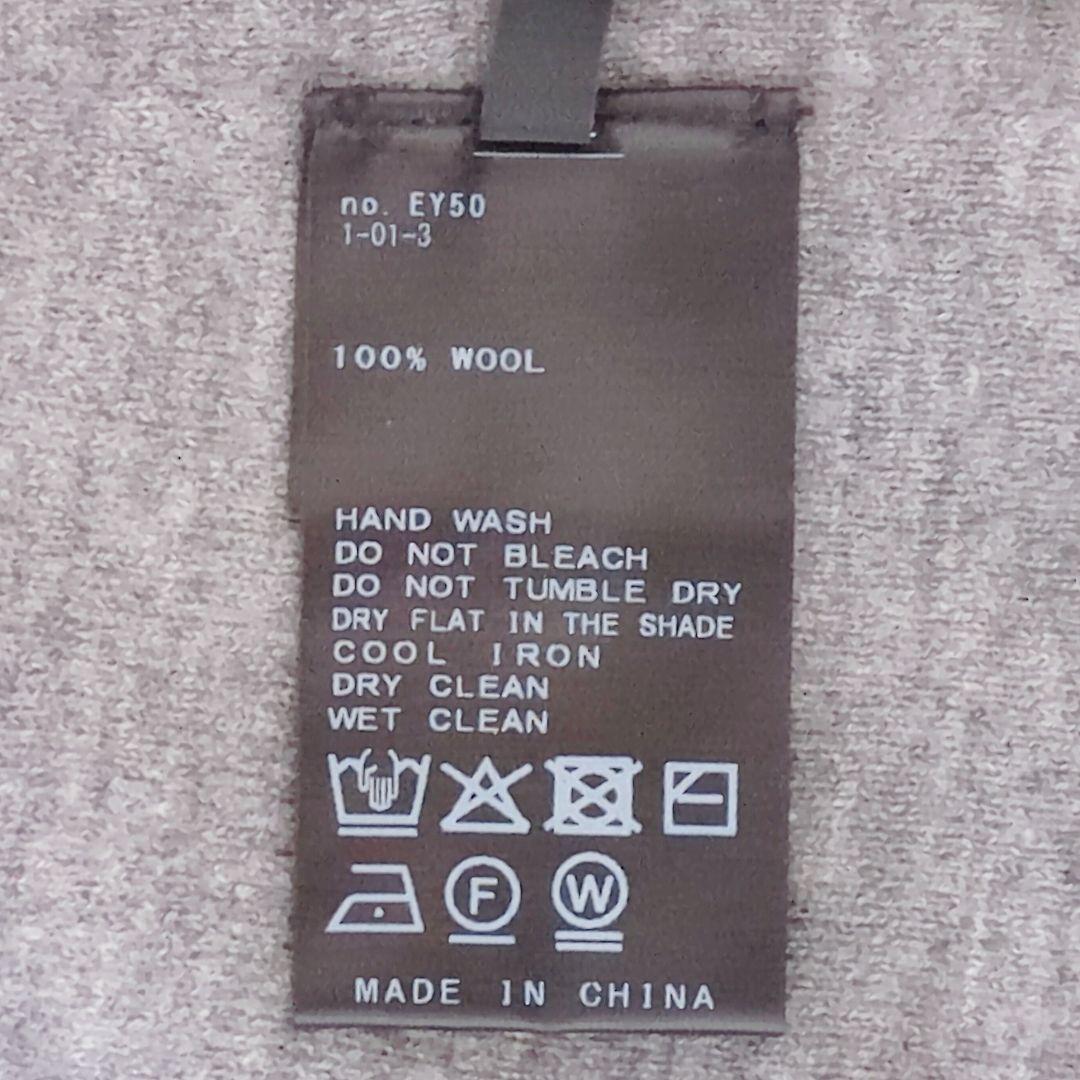 no. EY50
1-01-3
100% WOOL
HAND WASH
DO NOT BLEACH
DO NOT TUMBLE DRY
DRY FLAT IN THE SHADE
COOL IRON
DRY CLEAN
WET CLEAN
F W
MADE IN CHINA